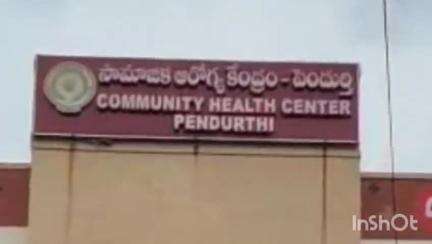 సామాజిక ఆరోగ్య కేంద్రం - పెందుర్తి
COMMUNITY HEALTH CENTER
PENDURTHI
InShOt